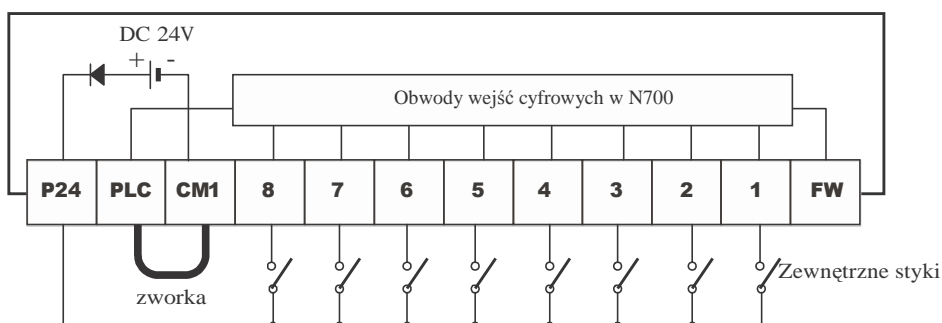 DC 24V
+ -
Obwody wejść cyfrowych w N700
P24 PLC CM1 8 7 6 5 4 3 2 1 FW
Zewnętrzne styki
zworka